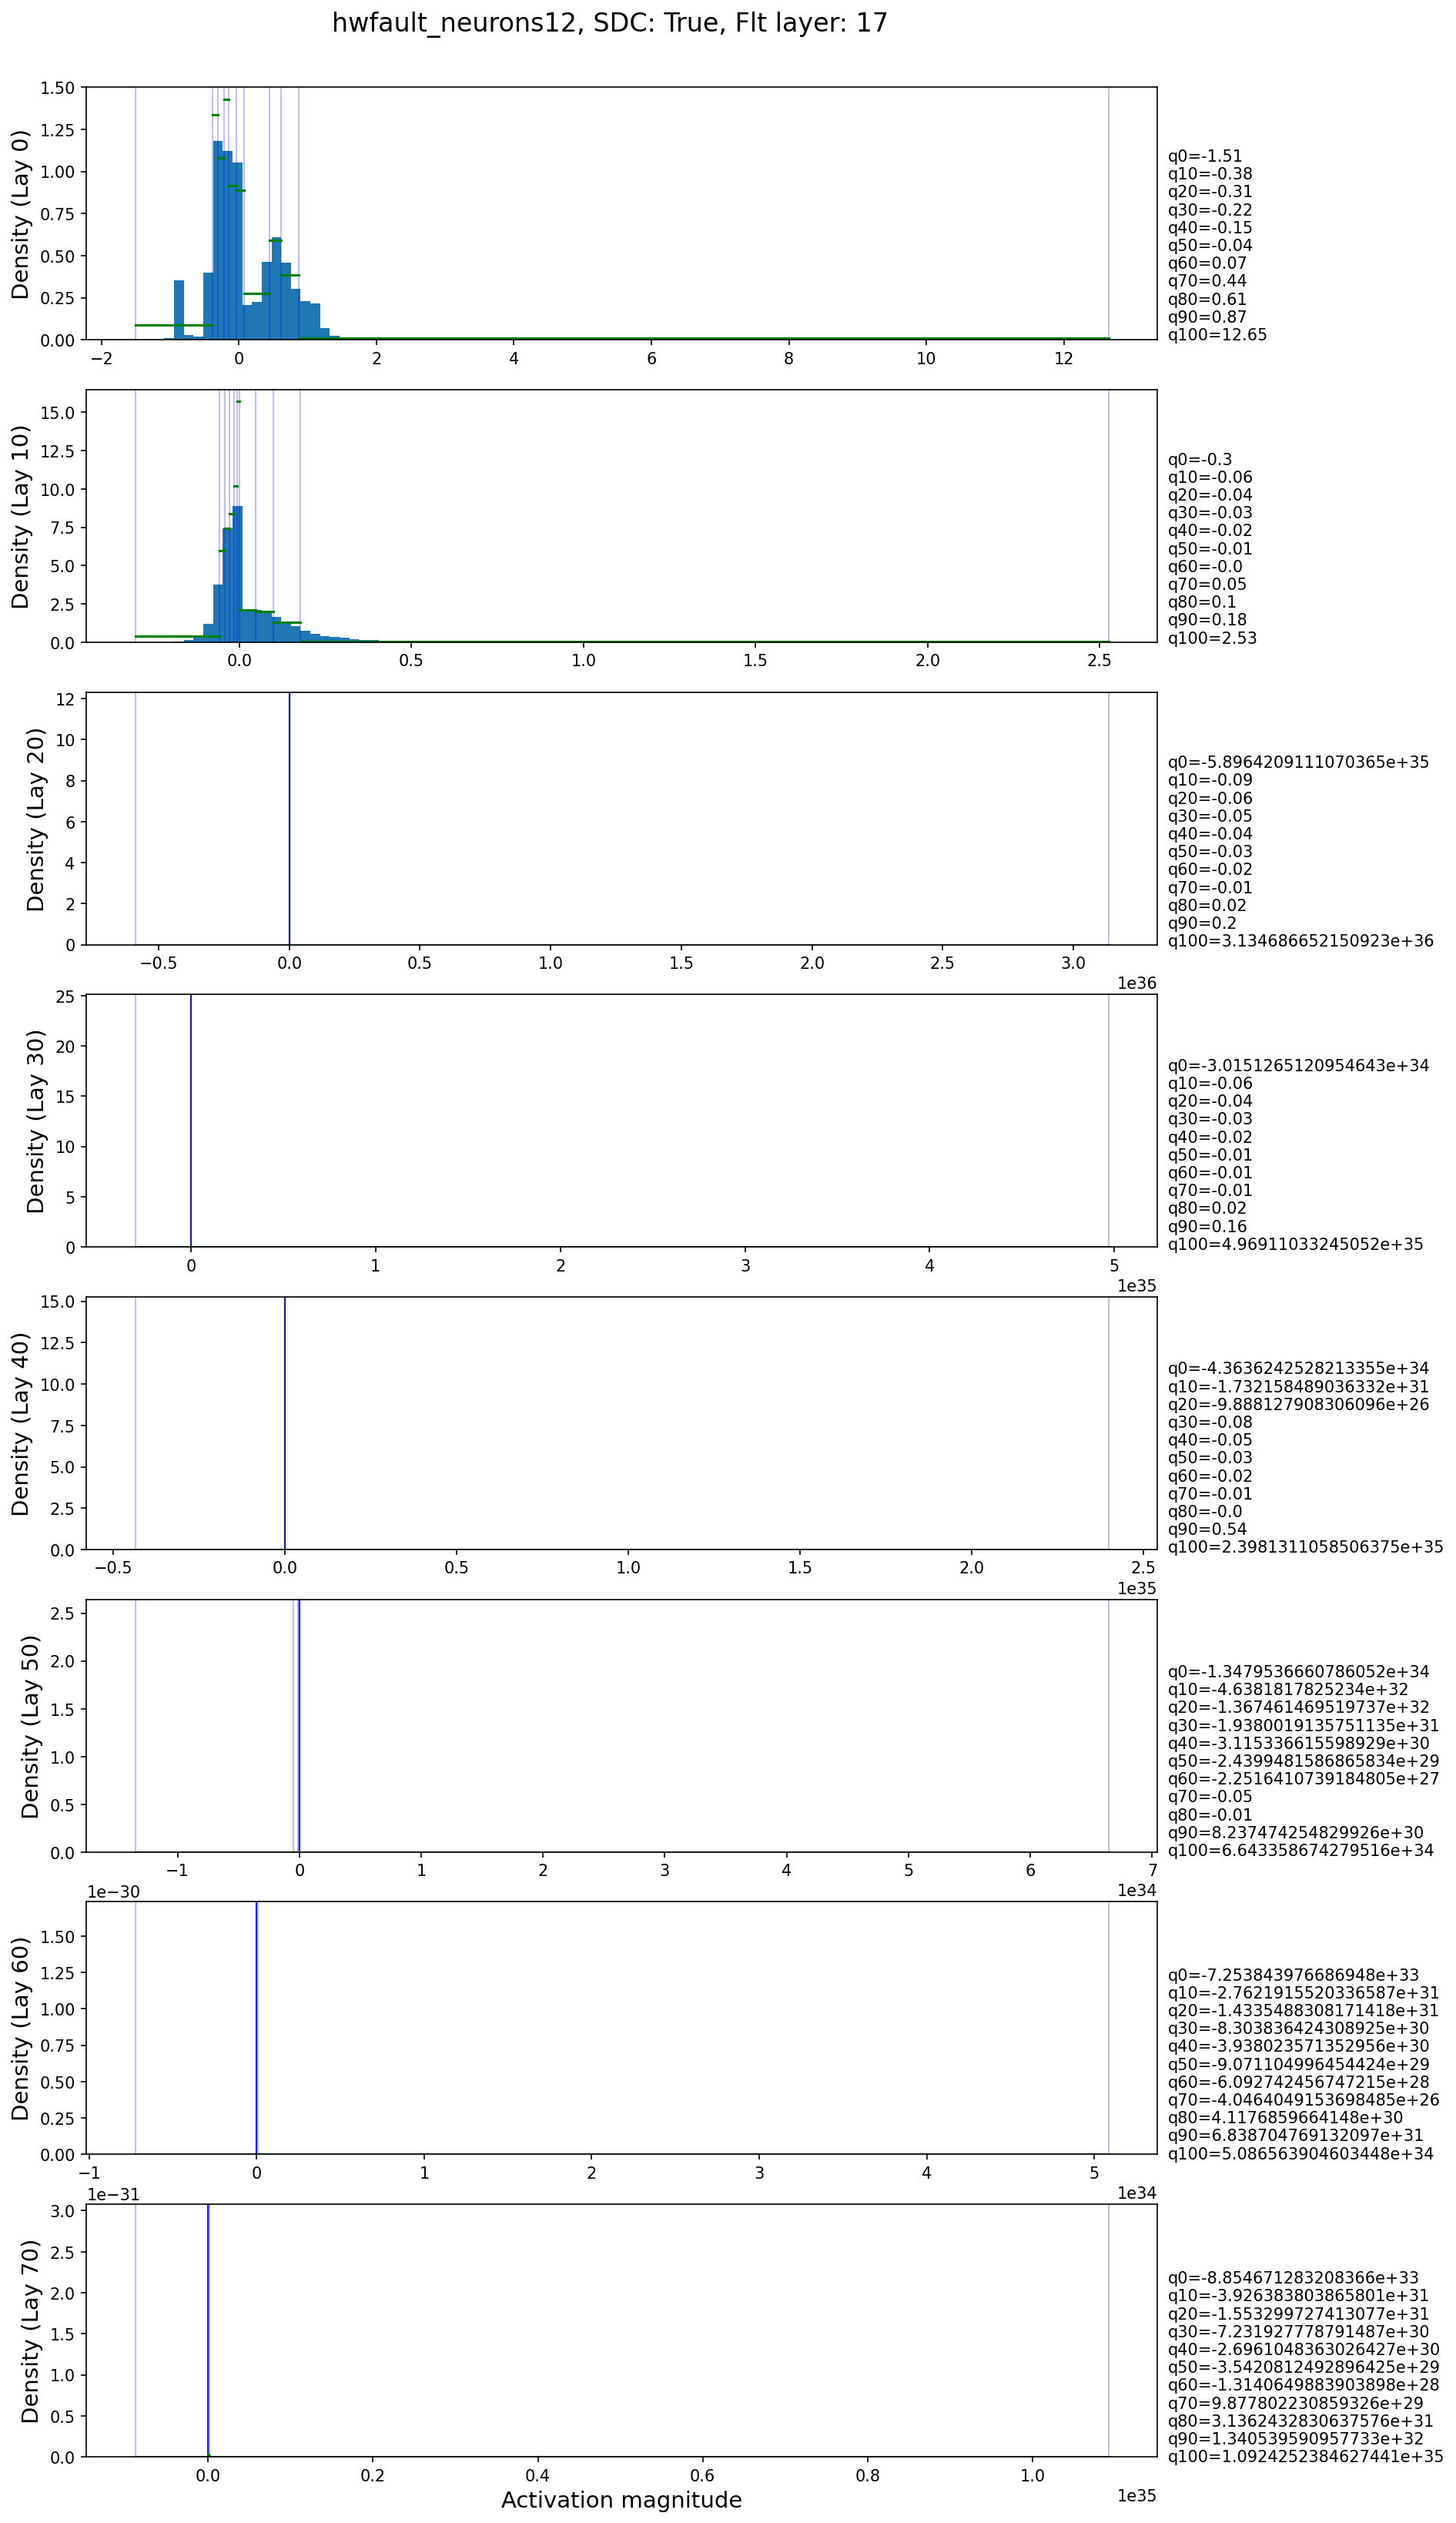 hwfault_neurons12, SDC: True, Flt layer: 17
Density (Lay 0)
1.50
1.25
1.00
0.75
0.50
0.25
0.00
−2 0 2 4 6 8 10 12
q0=-1.51
q10=-0.38
q20=-0.31
q30=-0.22
q40=-0.15
q50=-0.04
q60=0.07
q70=0.44
q80=0.61
q90=0.87
q100=12.65
Density (Lay 10)
15.0
12.5
10.0
7.5
5.0
2.5
0.0
0.0 0.5 1.0 1.5 2.0 2.5
q0=-0.3
q10=-0.06
q20=-0.04
q30=-0.03
q40=-0.02
q50=-0.01
q60=-0.0
q70=0.05
q80=0.1
q90=0.18
q100=2.53
Density (Lay 20)
12
10
8
6
4
2
0
−0.5 0.0 0.5 1.0 1.5 2.0 2.5 3.0
1e36
q0=-5.8964209111070365e+35
q10=-0.09
q20=-0.06
q30=-0.05
q40=-0.04
q50=-0.03
q60=-0.02
q70=-0.01
q80=0.02
q90=0.2
q100=3.134686652150923e+36
Density (Lay 30)
25
20
15
10
5
0
0 1 2 3 4 5
1e35
q0=-3.0151265120954643e+34
q10=-0.06
q20=-0.04
q30=-0.03
q40=-0.02
q50=-0.01
q60=-0.01
q70=-0.01
q80=0.02
q90=0.16
q100=4.96911033245052e+35
Density (Lay 40)
15.0
12.5
10.0
7.5
5.0
2.5
0.0
−0.5 0.0 0.5 1.0 1.5 2.0 2.5
1e35
q0=-4.3636242528213355e+34
q10=-1.732158489036332e+31
q20=-9.888127908306096e+26
q30=-0.08
q40=-0.05
q50=-0.03
q60=-0.02
q70=-0.01
q80=-0.0
q90=0.54
q100=2.3981311058506375e+35
Density (Lay 50)
2.5
2.0
1.5
1.0
0.5
0.0
−1 0 1 2 3 4 5 6 7
1e34
q0=-1.3479536660786052e+34
q10=-4.6381817825234e+32
q20=-1.367461469519737e+32
q30=-1.9380019135751135e+31
q40=-3.115336615598929e+30
q50=-2.4399481586865834e+29
q60=-2.2516410739184805e+27
q70=-0.05
q80=-0.01
q90=8.237474254829926e+30
q100=6.643358674279516e+34
Density (Lay 60)
1e−30
1.50
1.25
1.00
0.75
0.50
0.25
0.00
−1 0 1 2 3 4 5
1e34
q0=-7.253843976686948e+33
q10=-2.7621915520336587e+31
q20=-1.4335488308171418e+31
q30=-8.303836424308925e+30
q40=-3.938023571352956e+30
q50=-9.071104996454424e+29
q60=-6.092742456747215e+28
q70=-4.0464049153698485e+26
q80=4.1176859664148e+30
q90=6.838704769132097e+31
q100=5.086563904603448e+34
Density (Lay 70)
1e−31
3.0
2.5
2.0
1.5
1.0
0.5
0.0
0.0 0.2 0.4 0.6 0.8 1.0
1e35
Activation magnitude
q0=-8.854671283208366e+33
q10=-3.926383803865801e+31
q20=-1.553299727413077e+31
q30=-7.231927778791487e+30
q40=-2.6961048363026427e+30
q50=-3.5420812492896425e+29
q60=-1.3140649883903898e+28
q70=9.877802230859326e+29
q80=3.1362432830637576e+31
q90=1.340539590957733e+32
q100=1.0924252384627441e+35